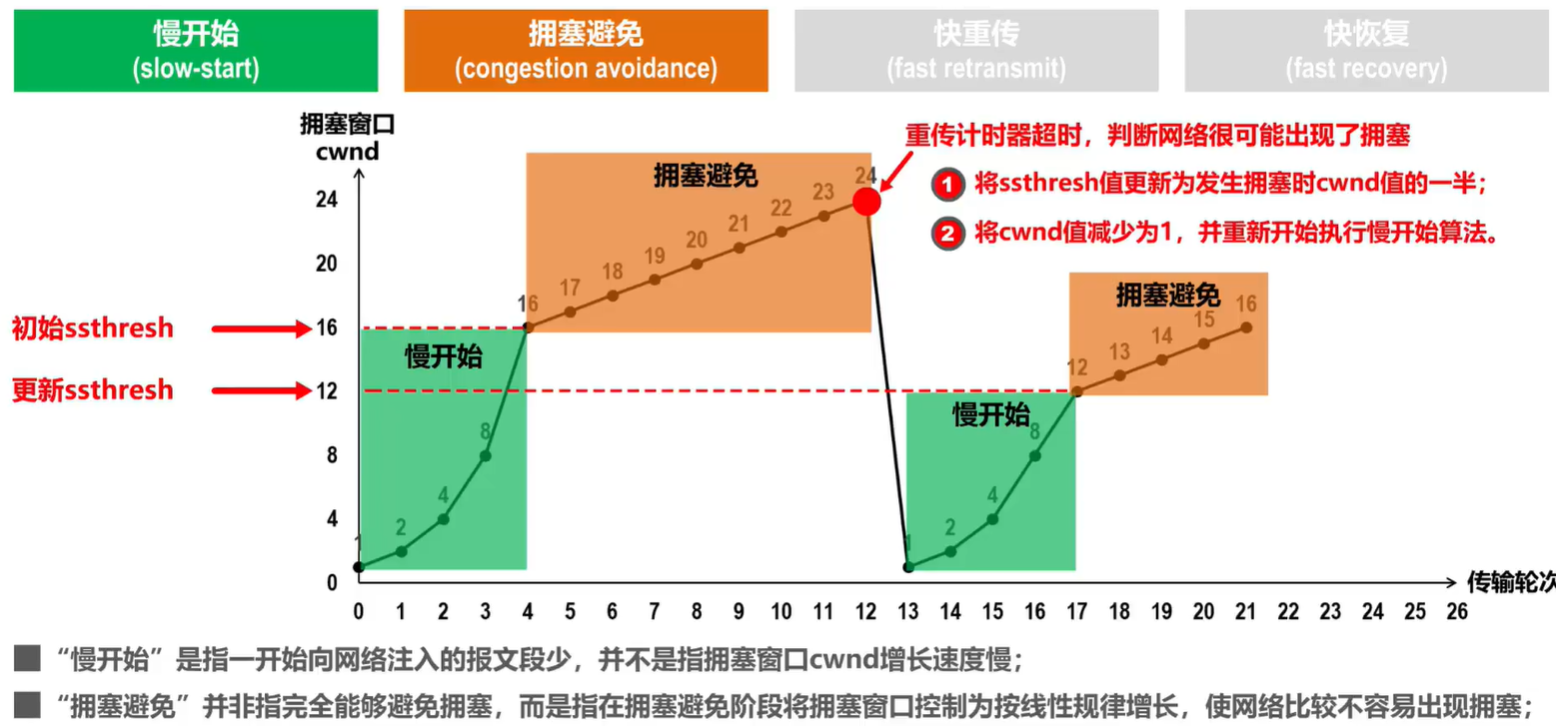 慢开始
(slow-start)
拥塞避免
(congestion avoidance)
快重传
(fast retransmit)
快恢复
(fast recovery)
拥塞窗口
cwnd
重传计时器超时，判断网络很可能出现了拥塞
1 将ssthresh值更新为发生拥塞时cwnd值的一半；
2 将cwnd值减少为1，并重新开始执行慢开始算法。
拥塞避免
24
23
22
21
20
19
18
17
16
24
20
16
12
8
4
0
初始ssthresh
更新ssthresh
慢开始
8
4
2
1
拥塞避免
16
15
14
13
12
慢开始
8
4
2
1
传输轮次
0 1 2 3 4 5 6 7 8 9 10 11 12 13 14 15 16 17 18 19 20 21 22 23 24 25 26
“慢开始”是指一开始向网络注入的报文段少，并不是指拥塞窗口cwnd增长速度慢；
“拥塞避免”并非指完全能够避免拥塞，而是指在拥塞避免阶段将拥塞窗口控制为按线性规律增长，使网络比较不容易出现拥塞；